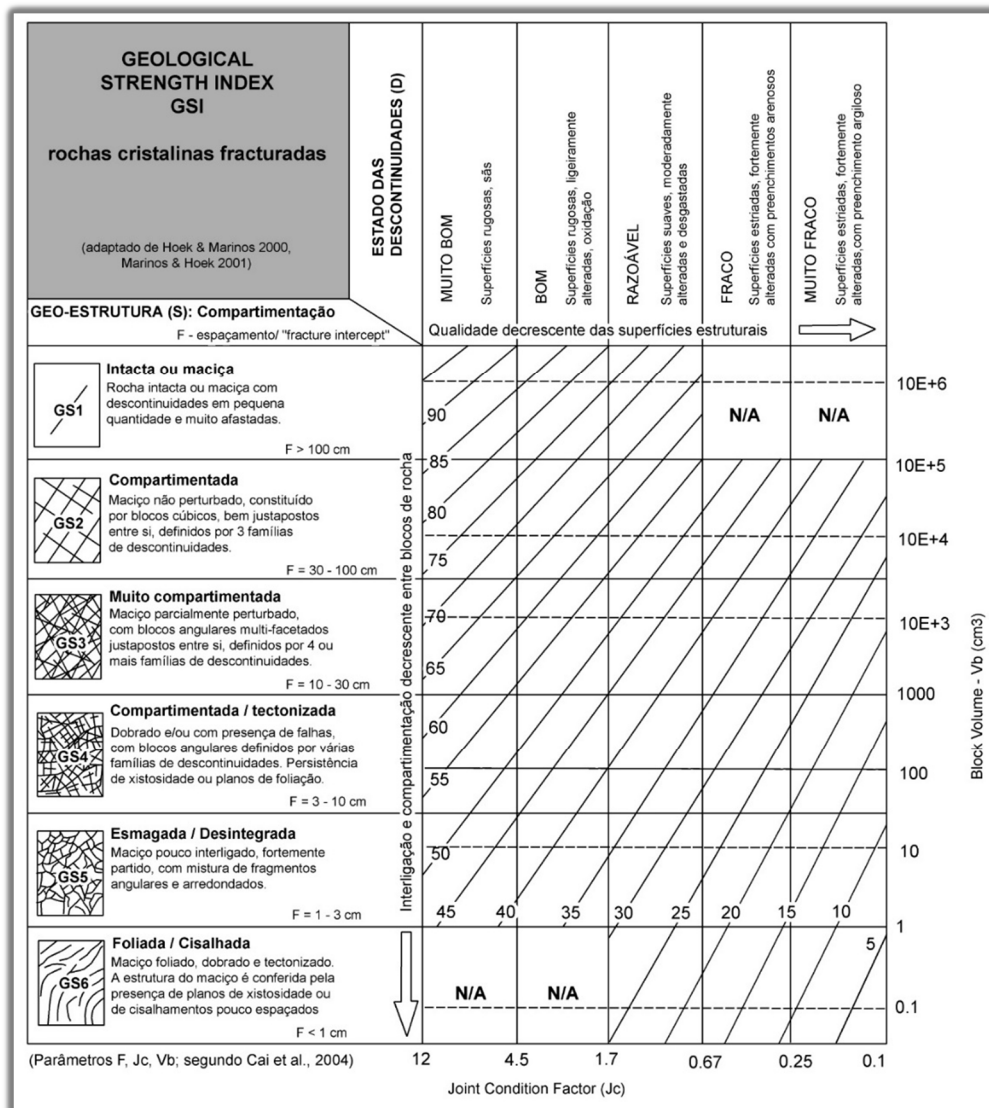 GEOLOGICAL
STRENGTH INDEX
GSI
rochas cristalinas fracturadas
(adaptado de Hoek & Marinos 2000,
Marinos & Hoek 2001)
ESTADO DAS
DESCONTINUIDADES (D)
MUITO BOM
Superfícies rugosas, sãs
BOM
Superfícies rugosas, ligeiramente
alteradas, oxidação
RAZOÁVEL
Superfícies suaves, moderadamente
alteradas e desgastadas
FRACO
Superfícies estriadas, fortemente
alteradas com preenchimentos arenosos
MUITO FRACO
Superfícies estriadas, fortemente
alteradas,com preenchimento argiloso
GEO-ESTRUTURA (S): Compartimentação
F - espaçamento/ "fracture intercept"
Qualidade decrescente das superfícies estruturais
Interligação e compartimentação decrescente entre blocos de rocha
GS1
Intacta ou maciça
Rocha intacta ou maciça com
descontinuidades em pequena
quantidade e muito afastadas.
F > 100 cm
GS2
Compartimentada
Maciço não perturbado, constituído
por blocos cúbicos, bem justapostos
entre si, definidos por 3 famílias
de descontinuidades.
F = 30 - 100 cm
GS3
Muito compartimentada
Maciço parcialmente perturbado,
com blocos angulares multi-facetados
justapostos entre si, definidos por 4 ou
mais famílias de descontinuidades.
F = 10 - 30 cm
GS4
Compartimentada / tectonizada
Dobrado e/ou com presença de falhas,
com blocos angulares definidos por várias
famílias de descontinuidades. Persistência
de xistosidade ou planos de foliação.
F = 3 - 10 cm
GS5
Esmagada / Desintegrada
Maciço pouco interligado, fortemente
partido, com mistura de fragmentos
angulares e arredondados.
F = 1 - 3 cm
GS6
Foliada / Cisalhada
Maciço foliado, dobrado e tectonizado.
A estrutura do maciço é conferida pela
presença de planos de xistosidade ou
de cisalhamentos pouco espaçados
F < 1 cm
90
85
80
75
70
65
60
55
50
45
40
35
30
25
20
15
10
5
N/A
N/A
N/A
N/A
10E+6
10E+5
10E+4
10E+3
1000
100
10
1
0.1
Block Volume - Vb (cm3)
12
4.5
1.7
0.67
0.25
0.1
(Parâmetros F, Jc, Vb; segundo Cai et al., 2004)
Joint Condition Factor (Jc)